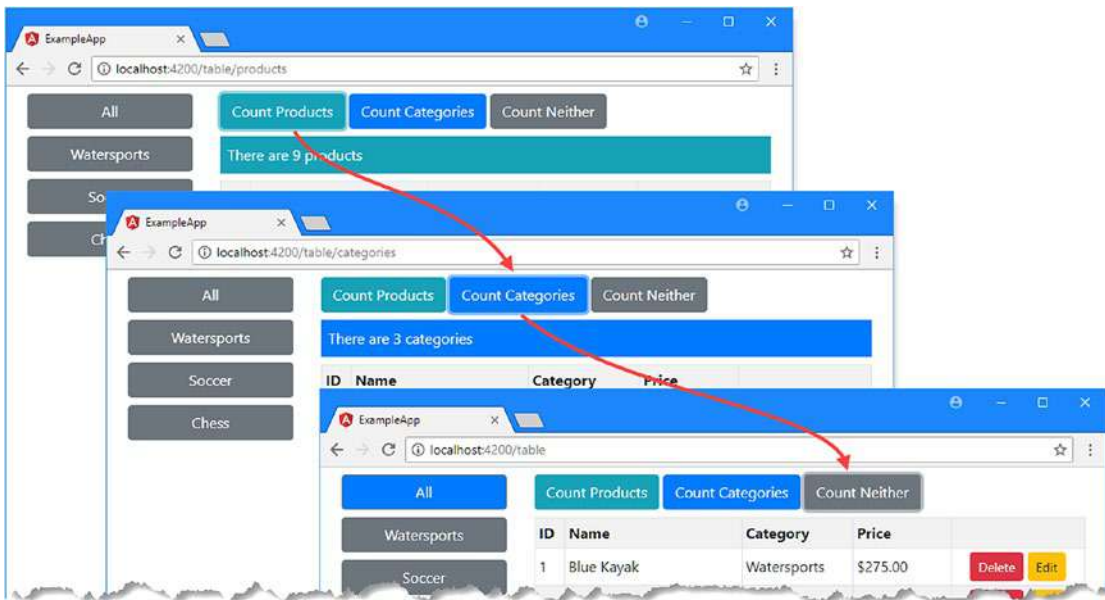 ExampleApp
localhost:4200/table/products
All
Count Products Count Categories Count Neither
Watersports
There are 9 products
So
Ch
ExampleApp
localhost:4200/table/categories
All
Count Products Count Categories Count Neither
Watersports
There are 3 categories
Soccer
ID Name Category Price
Chess
ExampleApp
localhost:4200/table
All
Count Products Count Categories Count Neither
Watersports
ID Name Category Price
1 Blue Kayak Watersports $275.00 Delete Edit
Soccer